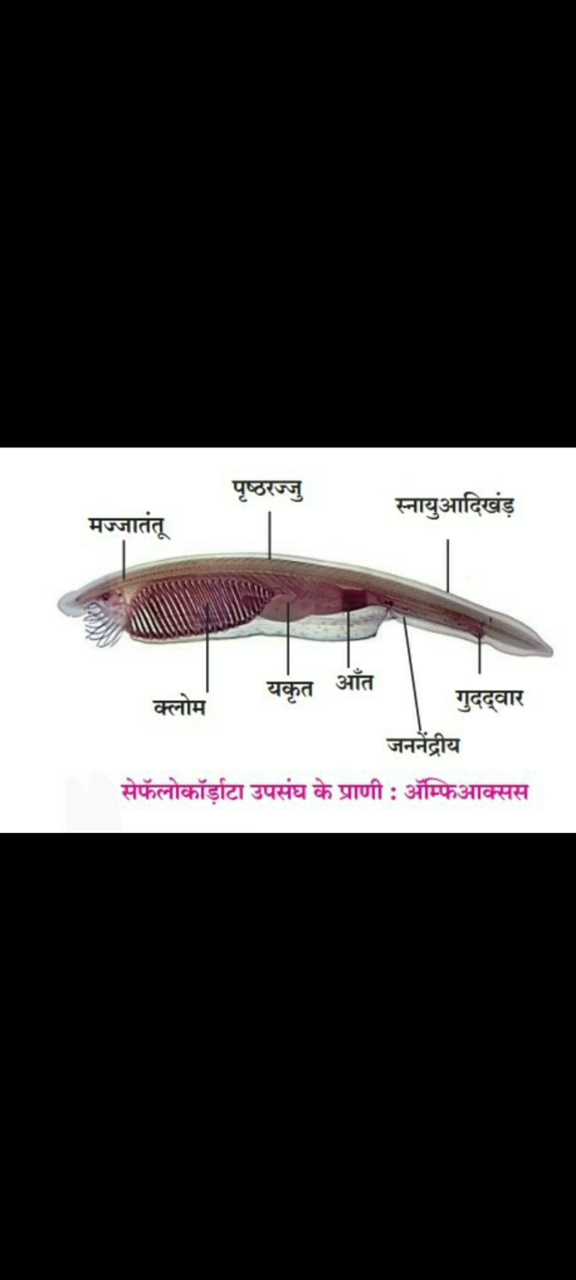 पृष्ठरज्जु
स्नायुआदिखंड़
मज्जातंतू
क्लोम
यकृत
आँत
गुदद्‌वार
जननेंद्रीय
सेफॅलोकॉर्ड़ाटा उपसंघ के प्राणी : ॲम्फिआक्सस